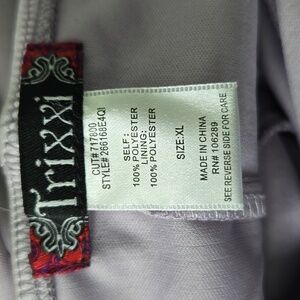 Trixxi
CUT# 717800
STYLE# 266168E4QI
SELF:
100% POLYESTER
LINING:
100% POLYESTER
SIZE:XL
MADE IN CHINA
RN# 106289
SEE REVERSE SIDE FOR CARE